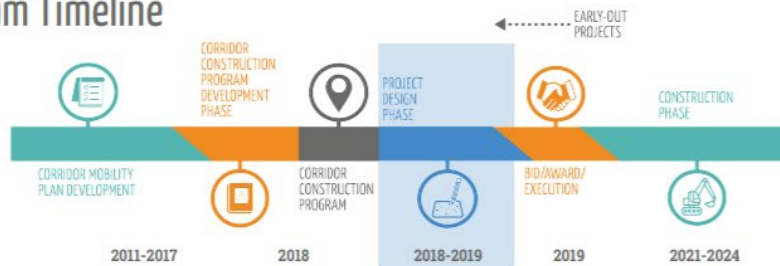 Timeline
EARLY-OUT
PROJECTS
CORRIDOR
CONSTRUCTION
PROGRAM
DEVELOPMENT
PHASE
PROJECT
DESIGN
PHASE
CONSTRUCTION
PHASE
CORRIDOR MOBILITY
PLAN DEVELOPMENT
CORRIDOR
CONSTRUCTION
PROGRAM
BID/AWARD/
EXECUTION
2011-2017
2018
2018-2019
2019
2021-2024